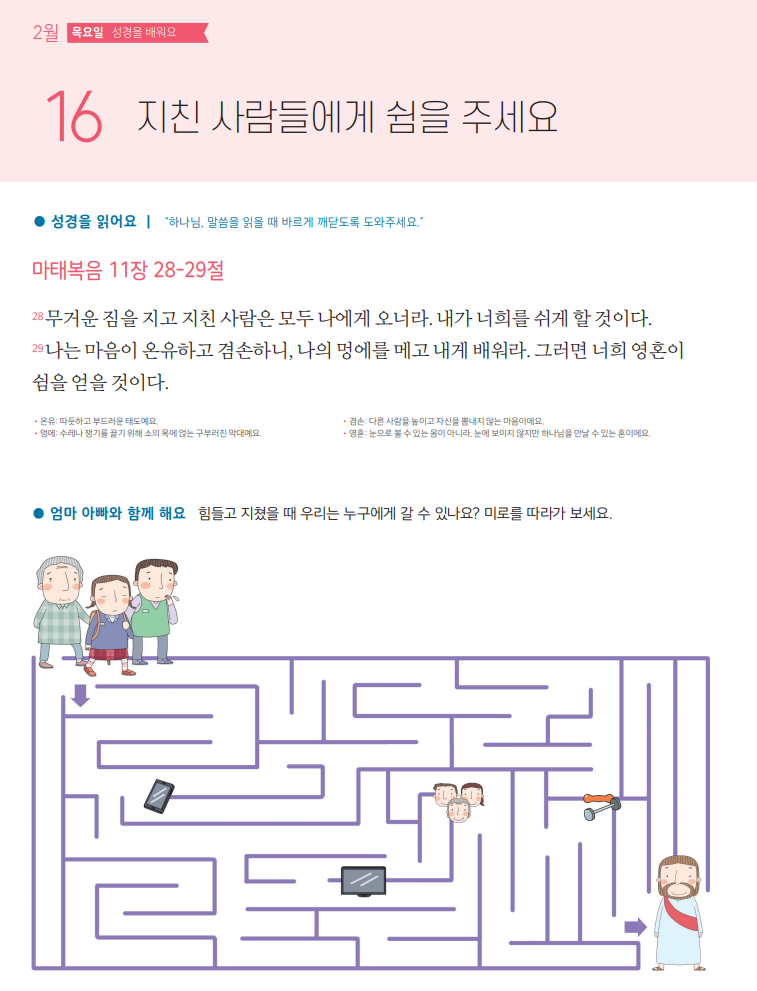 2월 목요일 성경을 배워요
16 지친 사람들에게 쉼을 주세요
● 성경을 읽어요 | “하나님, 말씀을 읽을 때 바르게 깨닫도록 도와주세요.”
마태복음 11장 28-29절
28 무거운 짐을 지고 지친 사람은 모두 나에게 오너라. 내가 너희를 쉬게 할 것이다.
29 나는 마음이 온유하고 겸손하니, 나의 멍에를 메고 내게 배워라. 그러면 너희 영혼이
쉼을 얻을 것이다.
• 온유: 따뜻하고 부드러운 태도예요.
• 멍에: 수레나 쟁기를 끌기 위해 소의 목에 얹는 구부러진 막대예요.
• 겸손: 다른 사람을 높이고 자신을 뽐내지 않는 마음이에요.
• 영혼: 눈으로 볼 수 있는 몸이 아니라, 눈에 보이지 않지만 하나님을 만날 수 있는 혼이에요.
● 엄마 아빠와 함께 해요 힘들고 지쳤을 때 우리는 누구에게 갈 수 있나요? 미로를 따라가 보세요.